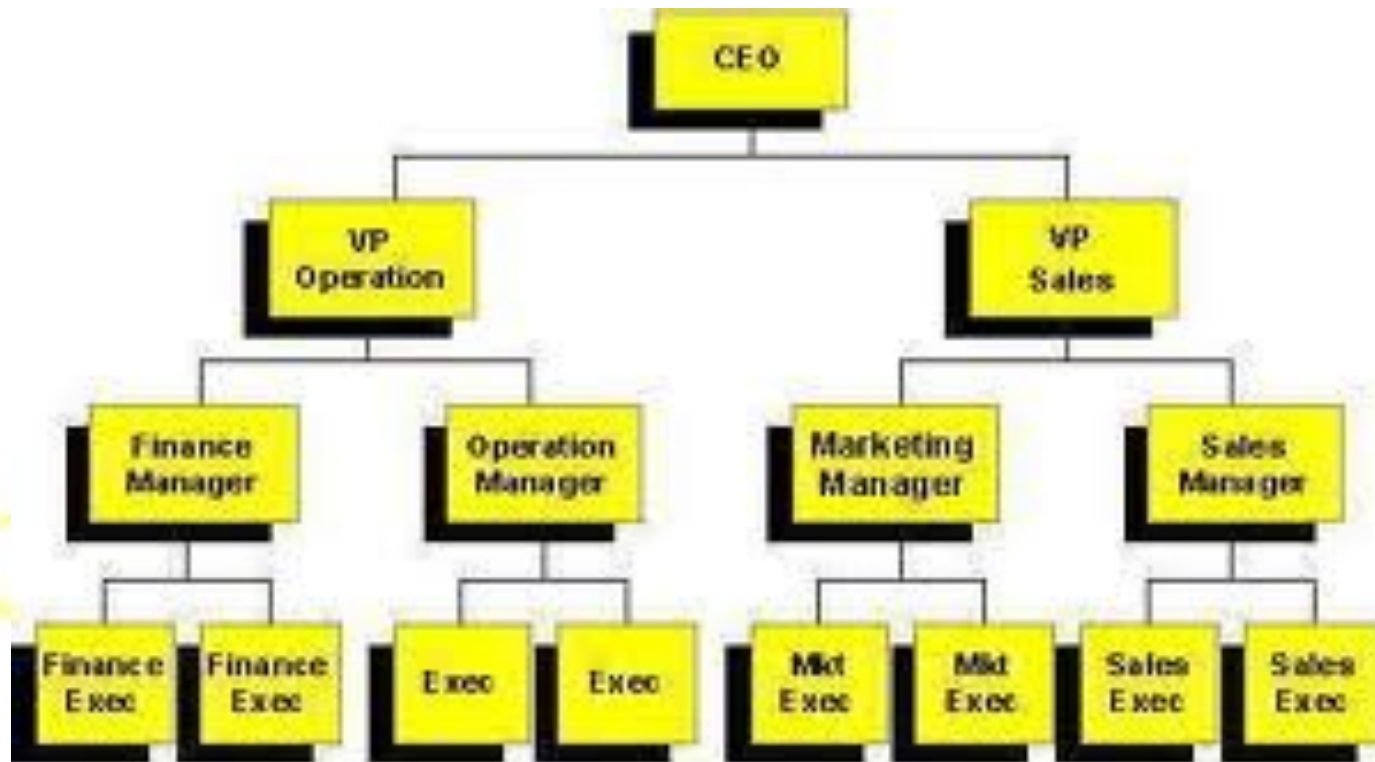 CEO
VP
Operation
VP
Sales
Finance
Manager
Operation
Manager
Marketing
Manager
Sales
Manager
Finance
Exec
Finance
Exec
Exec
Exec
Mkt
Exec
Mkt
Exec
Sales
Exec
Sales
Exec